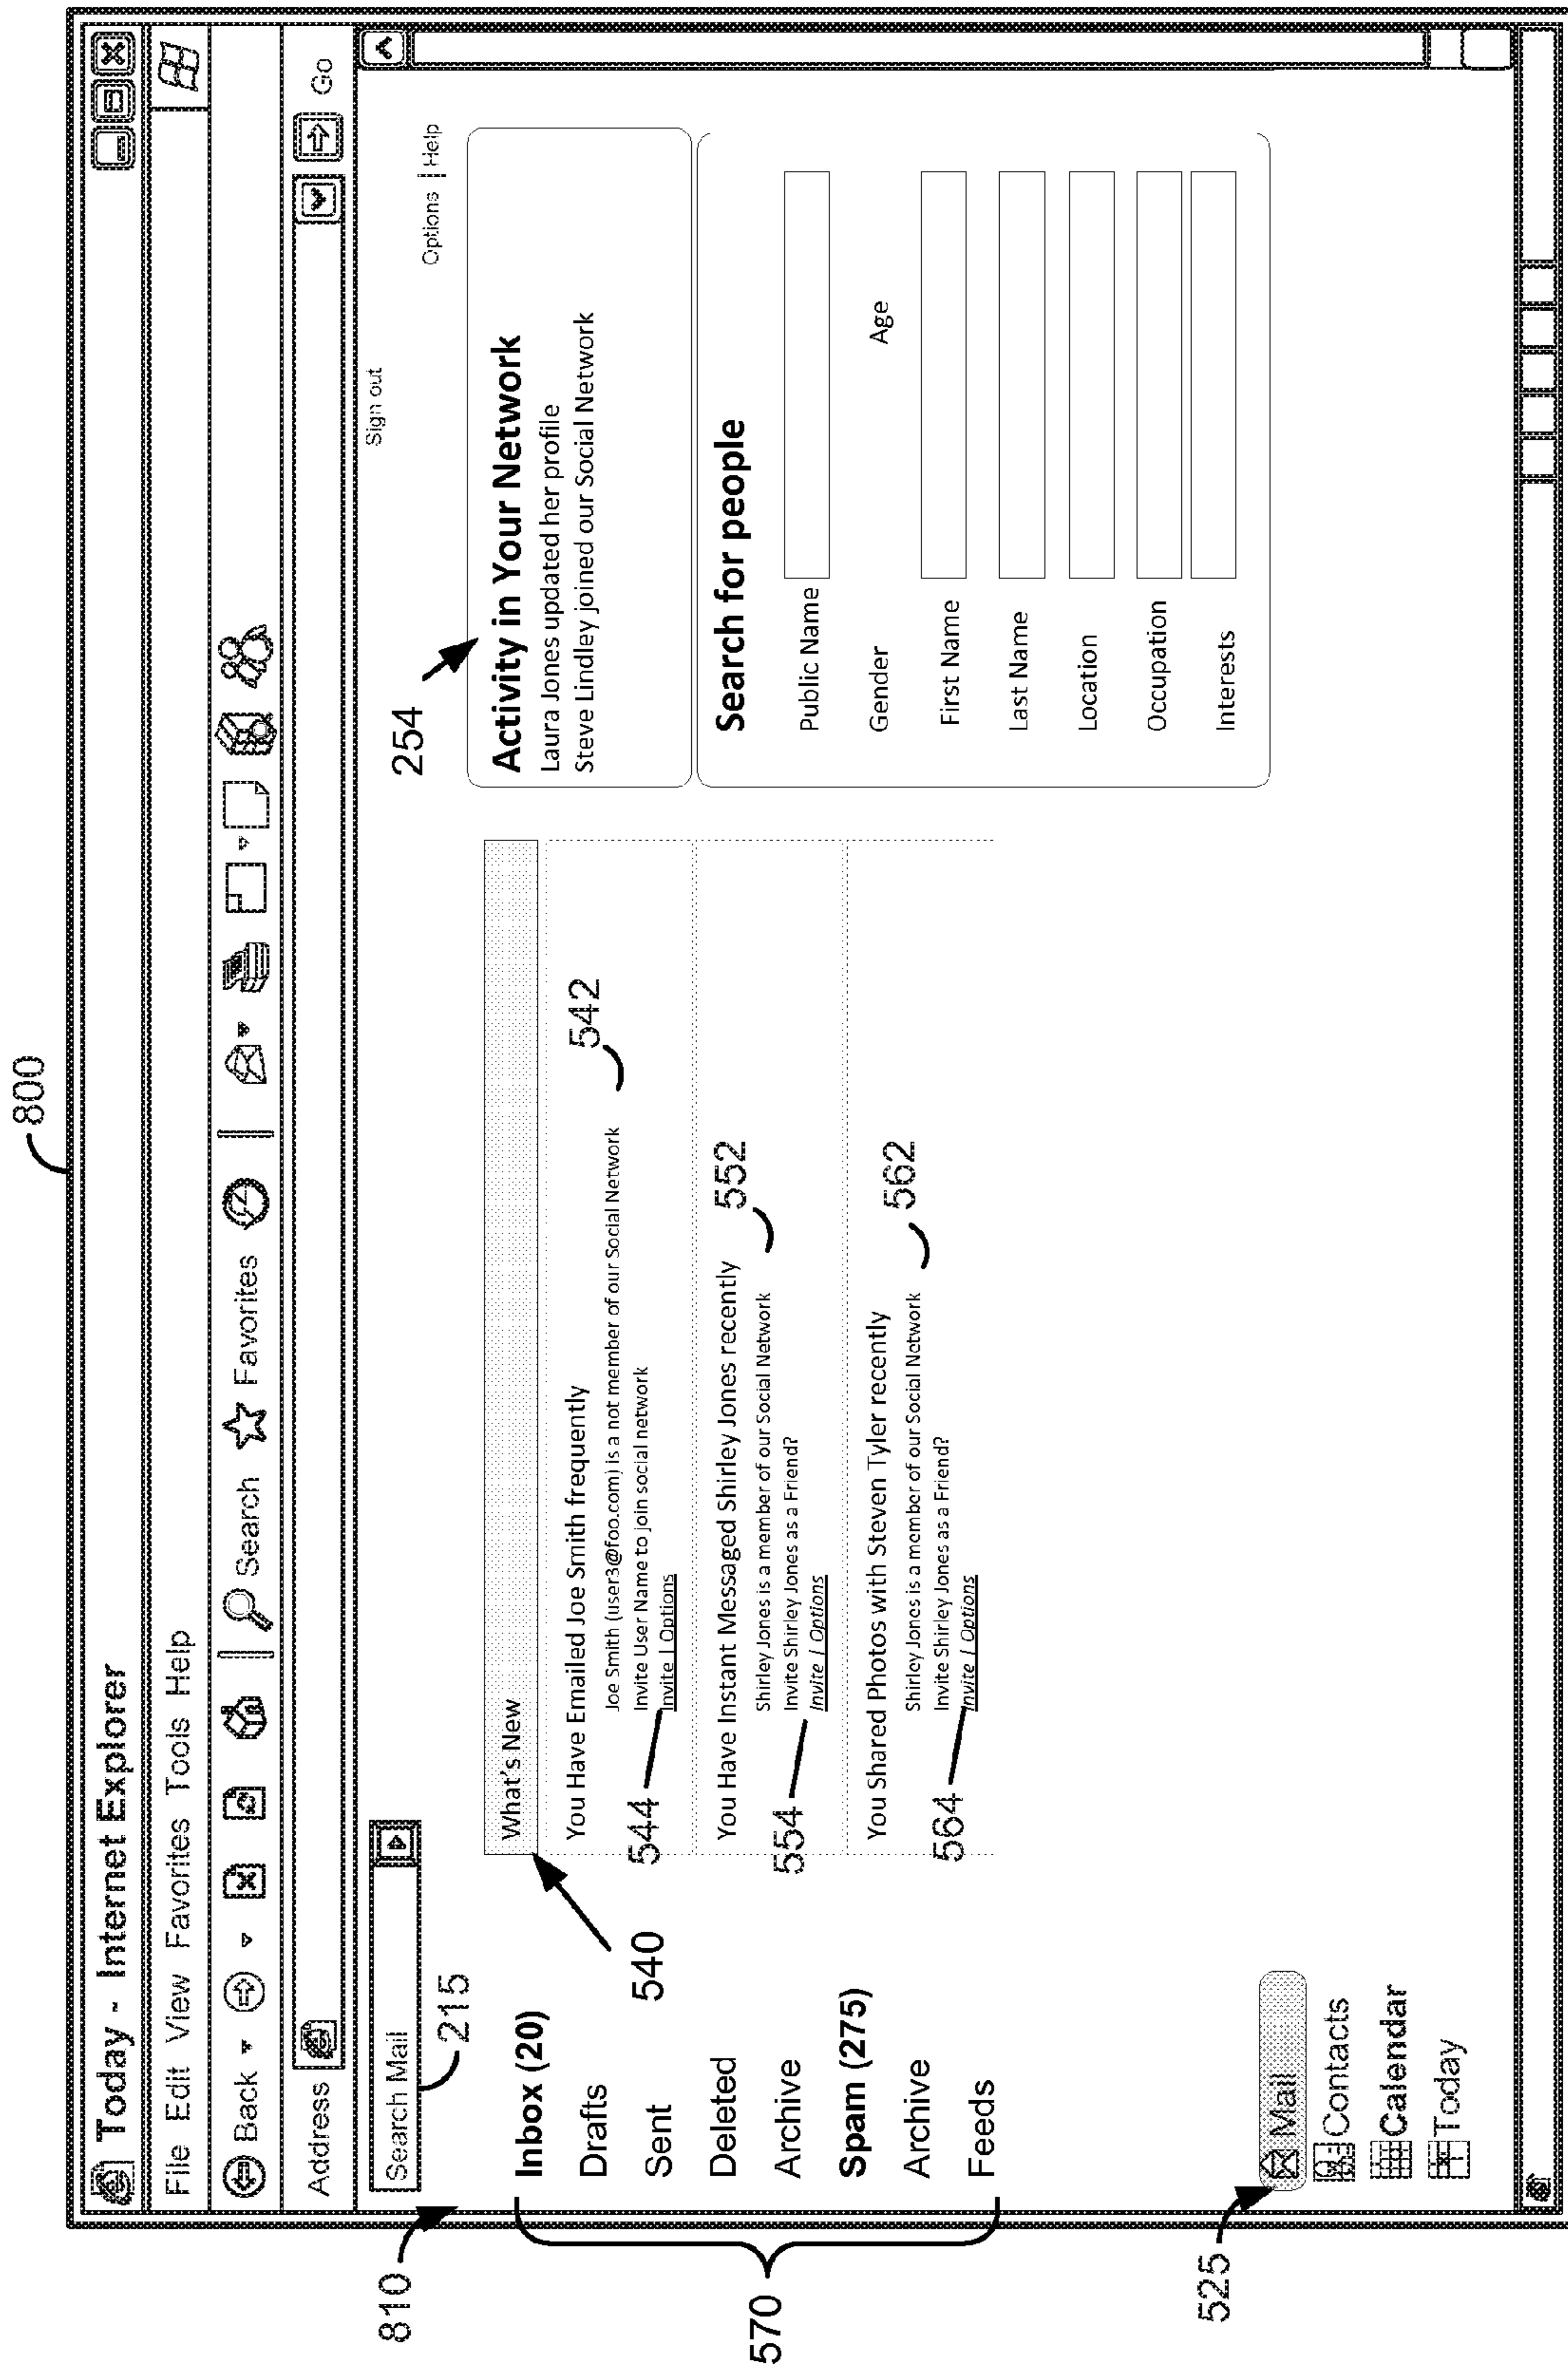 800
Today - Internet Explorer
File Edit View Favorites Tools Help
Back Search Favorites
Address Go
810
Search Mail
215
Sign out
Options | Help
570
Inbox (20)
Drafts
Sent
Deleted
Archive
Spam (275)
Archive
Feeds
540
What's New
You Have Emailed Joe Smith frequently
542
Joe Smith (user3@foo.com) is a not member of our Social Network
Invite User Name to join social network
544
Invite | Options
You Have Instant Messaged Shirley Jones recently
552
Shirley Jones is a member of our Social Network
Invite Shirley Jones as a Friend?
554
Invite | Options
You Shared Photos with Steven Tyler recently
562
Shirley Jones is a member of our Social Network
Invite Shirley Jones as a Friend?
564
Invite | Options
254
Activity in Your Network
Laura Jones updated her profile
Steve Lindley joined our Social Network
Search for people
Public Name
Gender Age
First Name
Last Name
Location
Occupation
Interests
525
Mail
Contacts
Calendar
Today